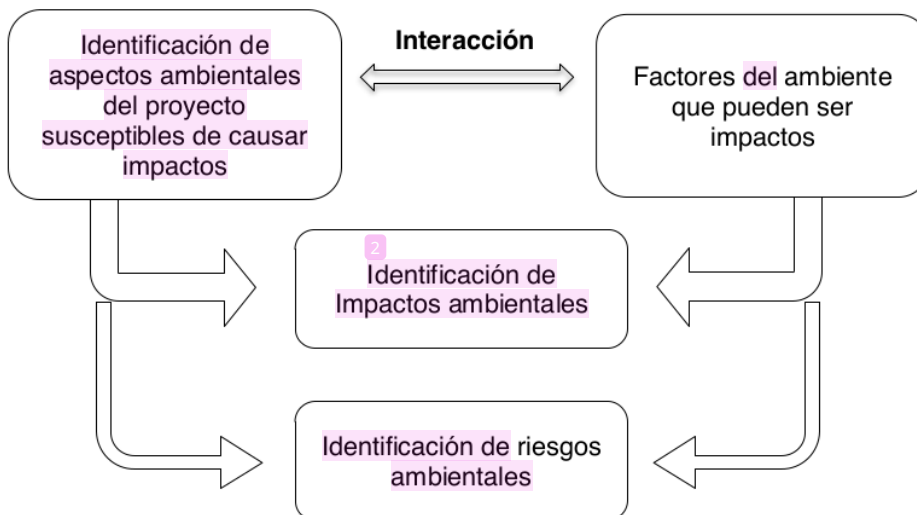 Identificación de
aspectos ambientales
del proyecto
susceptibles de causar
impactos
Interacción
Factores del ambiente
que pueden ser
impactos
2
Identificación de
Impactos ambientales
Identificación de riesgos
ambientales